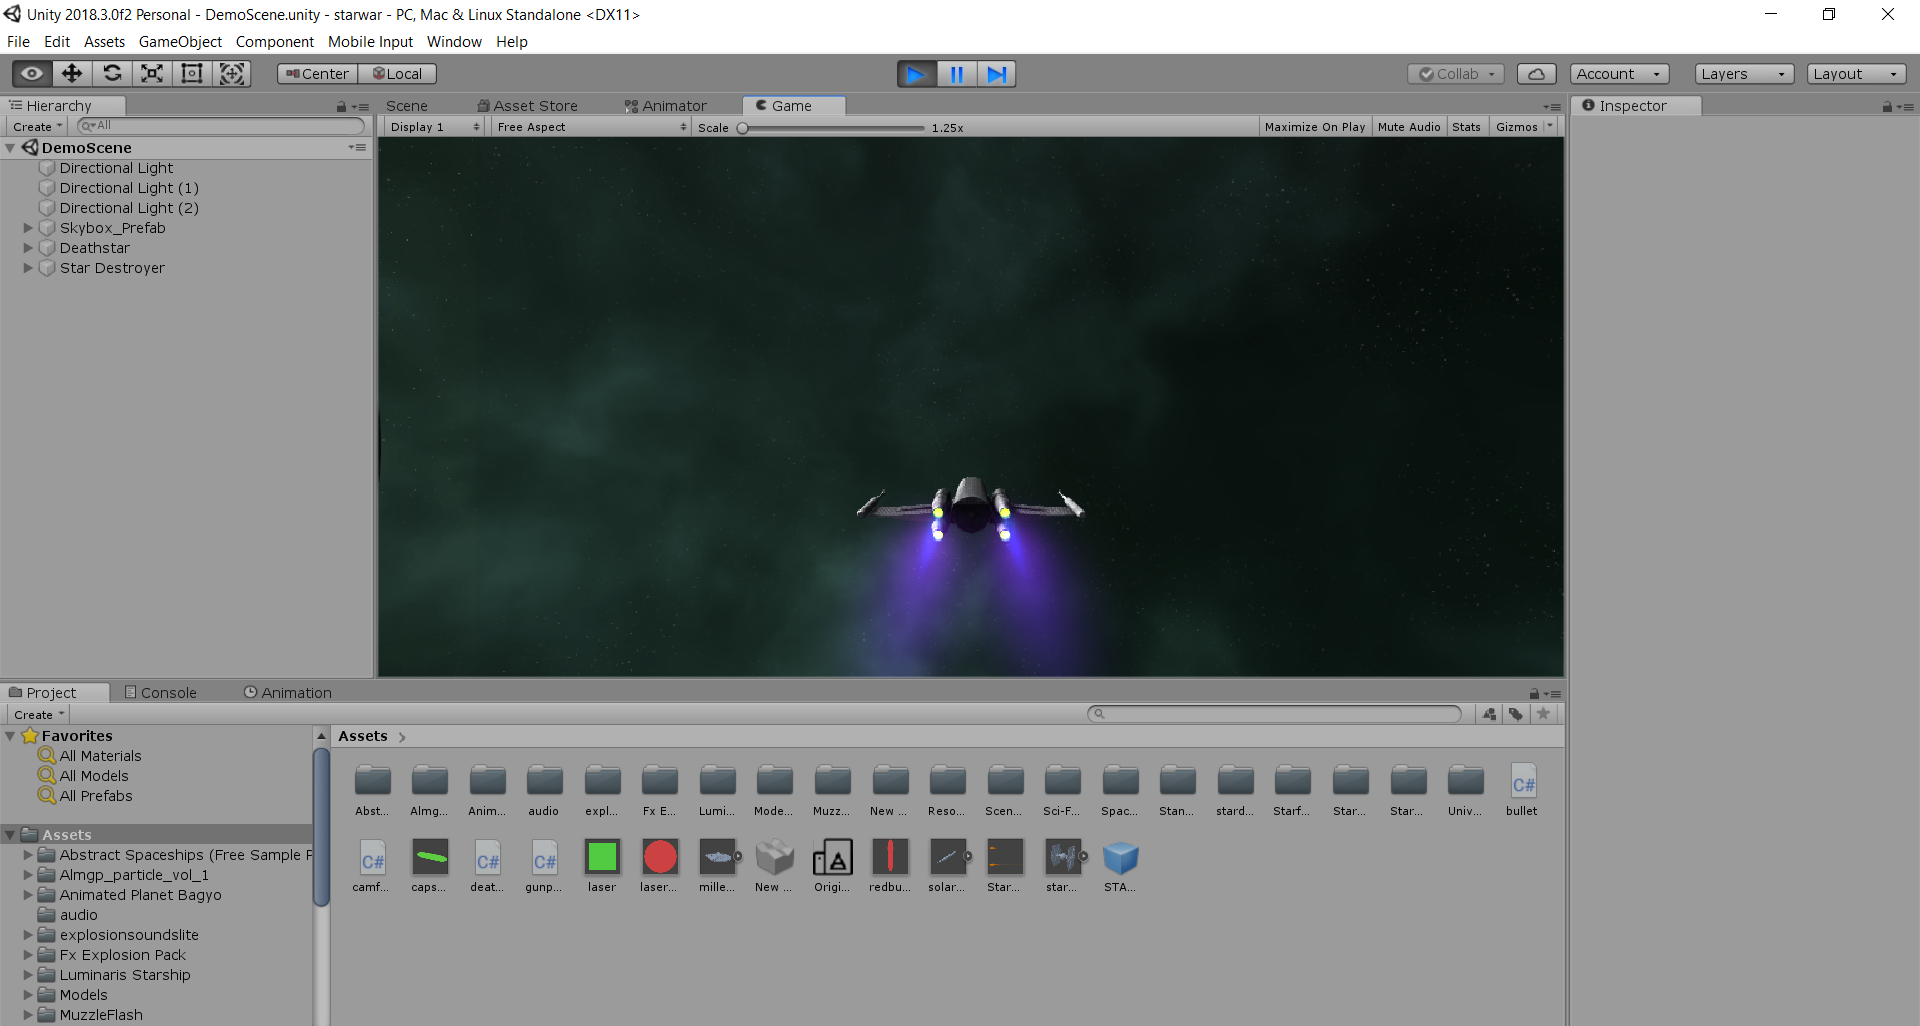 Unity 2018.3.0f2 Personal - DemoScene.unity - starwar - PC, Mac & Linux Standalone <DX11>
File Edit Assets GameObject Component Mobile Input Window Help
Center Local Collab Account Layers Layout
Hierarchy
Scene Asset Store Animator Game
Inspector
Create All
Display 1 Free Aspect Scale 1.25x Maximize On Play Mute Audio Stats Gizmos
DemoScene
Directional Light
Directional Light (1)
Directional Light (2)
Skybox_Prefab
Deathstar
Star Destroyer
Project Console Animation
Create
Favorites
All Materials
All Models
All Prefabs
Assets
Abstract Spaceships (Free Sample P
Almgp_particle_vol_1
Animated Planet Bagyo
audio
explosionsoundslite
Fx Explosion Pack
Luminaris Starship
Models
MuzzleFlash
Assets
Abst... Almg... Anim... audio expl... Fx E... Lumi... Mode... Muzz... New ... Reso... Scen... Sci-F... Spac... Stan... stard... Starf... Star... Star... Univ... bullet
C#
C# C# C#
camf... caps... deat... gunp... laser laser... mille... New ... Origi... redbu... solar... Star... star... STA...